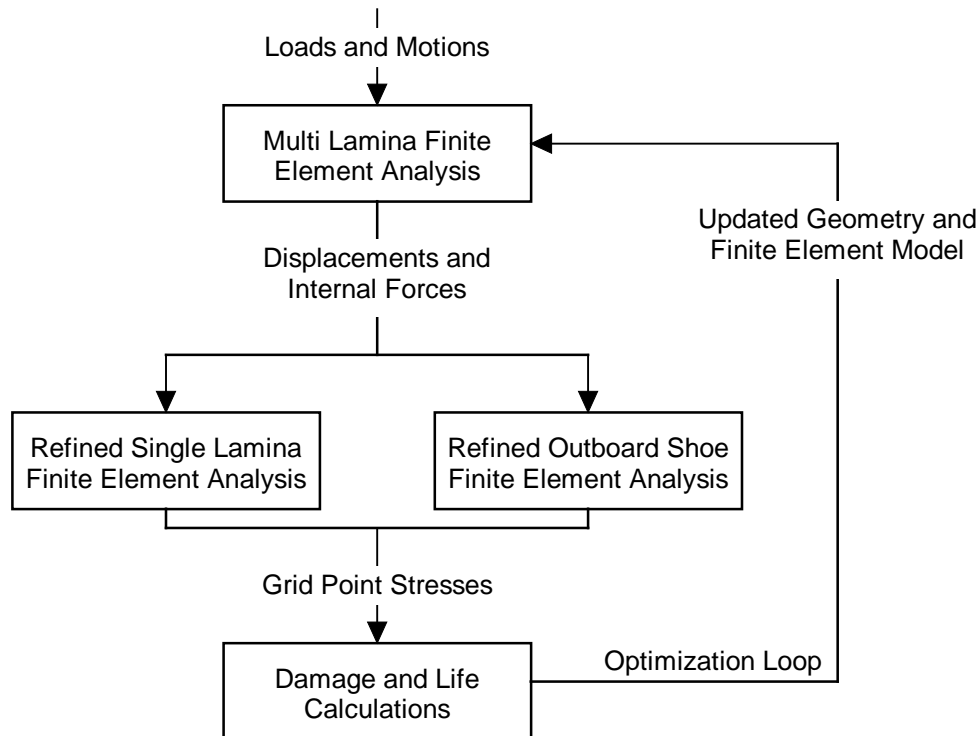 Loads and Motions
Multi Lamina Finite
Element Analysis
Updated Geometry and
Finite Element Model
Displacements and
Internal Forces
Refined Single Lamina
Finite Element Analysis
Refined Outboard Shoe
Finite Element Analysis
Grid Point Stresses
Optimization Loop
Damage and Life
Calculations